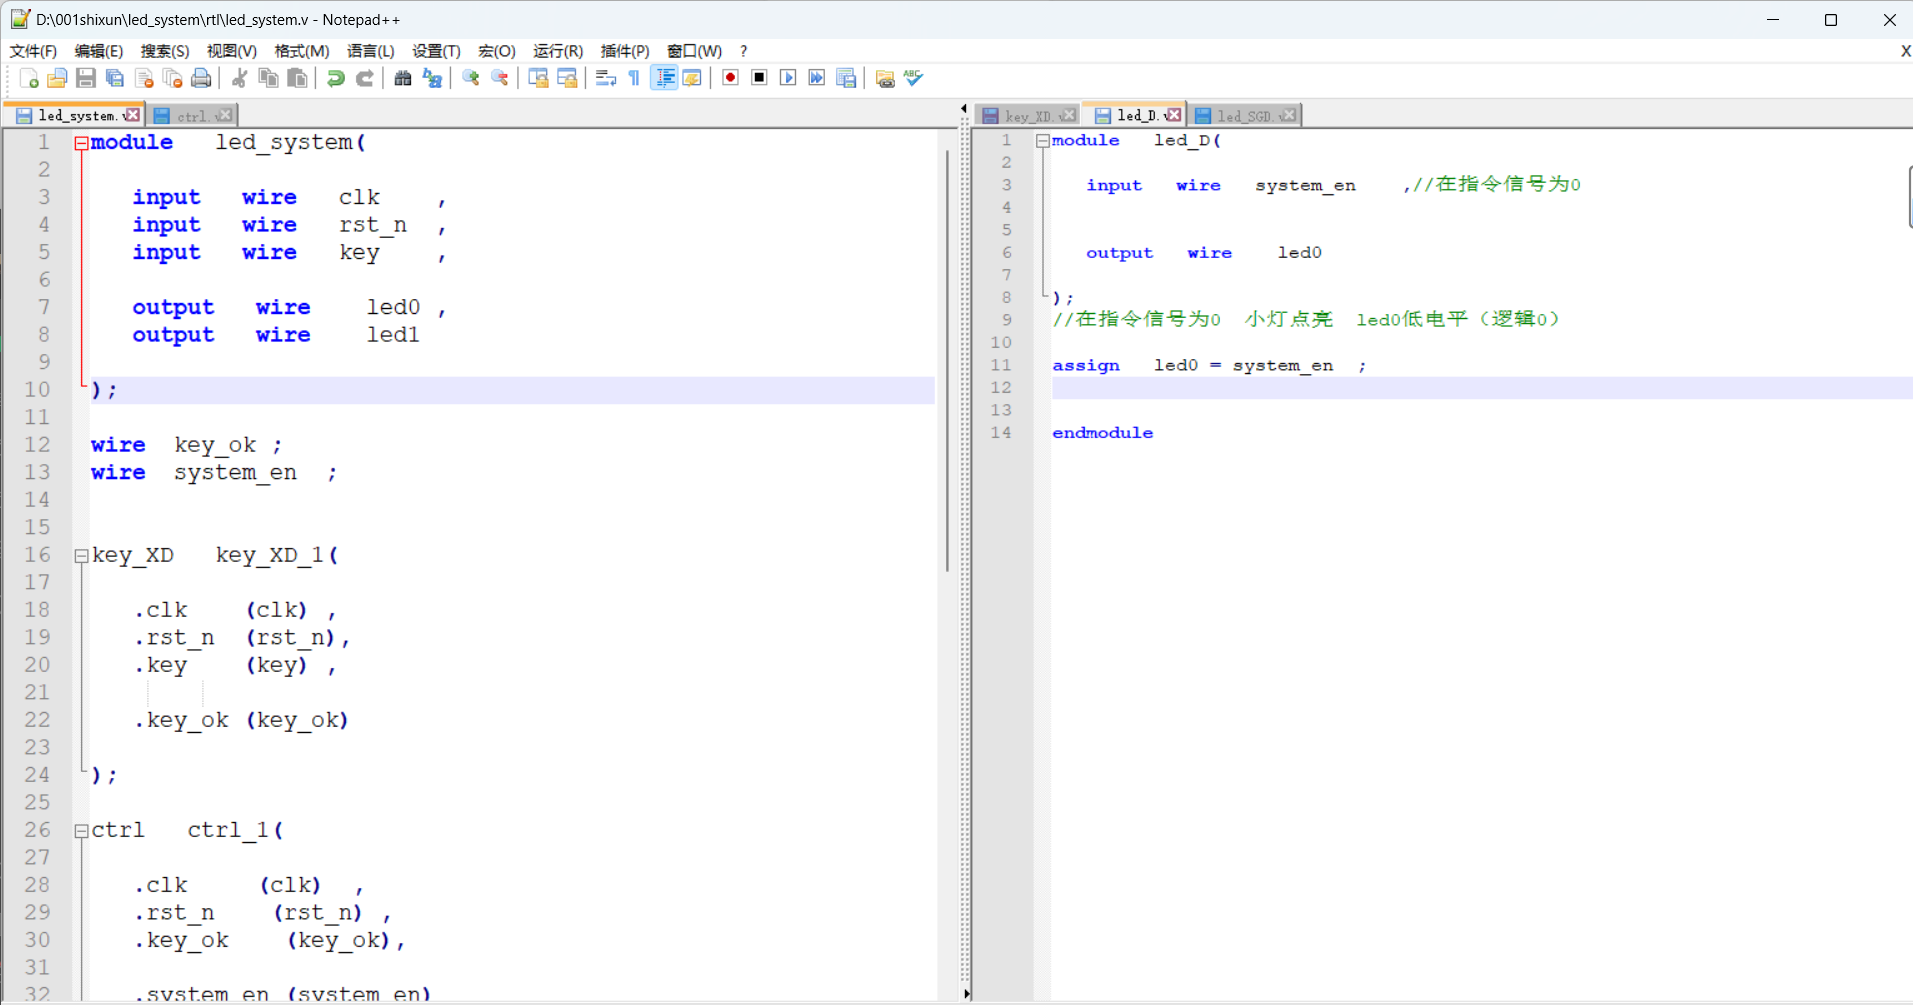 D:\001shixun\led_system\rtl\led_system.v - Notepad++
文件(F) 编辑(E) 搜索(S) 视图(V) 格式(M) 语言(L) 设置(T) 宏(O) 运行(R) 插件(P) 窗口(W) ? X
led_system.v ctrl.v
1 module led_system(
2
3 input wire clk ,
4 input wire rst_n ,
5 input wire key ,
6
7 output wire led0 ,
8 output wire led1
9
10 );
11
12 wire key_ok ;
13 wire system_en ;
14
15
16 key_XD key_XD_1(
17
18 .clk (clk) ,
19 .rst_n (rst_n),
20 .key (key) ,
21
22 .key_ok (key_ok)
23
24 );
25
26 ctrl ctrl_1(
27
28 .clk (clk) ,
29 .rst_n (rst_n) ,
30 .key_ok (key_ok),
31
32 .system_en (system_en)
key_XD.v led_D.v led_SGD.v
1 module led_D(
2
3 input wire system_en ,//在指令信号为0
4
5
6 output wire led0
7
8 );
9 //在指令信号为0 小灯点亮 led0低电平（逻辑0）
10
11 assign led0 = system_en ;
12
13
14 endmodule